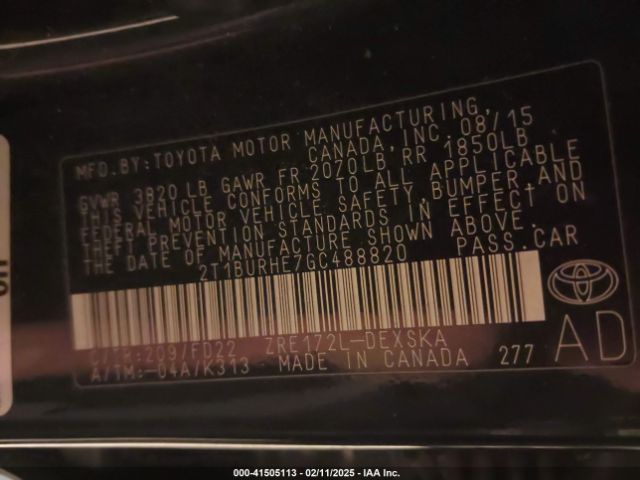 MFD.BY:TOYOTA MOTOR MANUFACTURING,
CANADA,INC. 08/15
GVWR 3820 LB GAWR FR 2020LB RR 1850LB
THIS VEHICLE CONFORMS TO ALL APPLICABLE
FEDERAL MOTOR VEHICLE SAFETY,BUMPER,AND
THEFT PREVENTION STANDARDS IN EFFECT ON
THE DATE OF MANUFACTURE SHOWN ABOVE.
2T1BURHE7GC488820 PASS.CAR
C/TR:209/FD22 ZRE172L-DEXSKA
A/TM:-04A/K313 MADE IN CANADA 277
AD
000-41505113 - 02/11/2025 - IAA Inc.